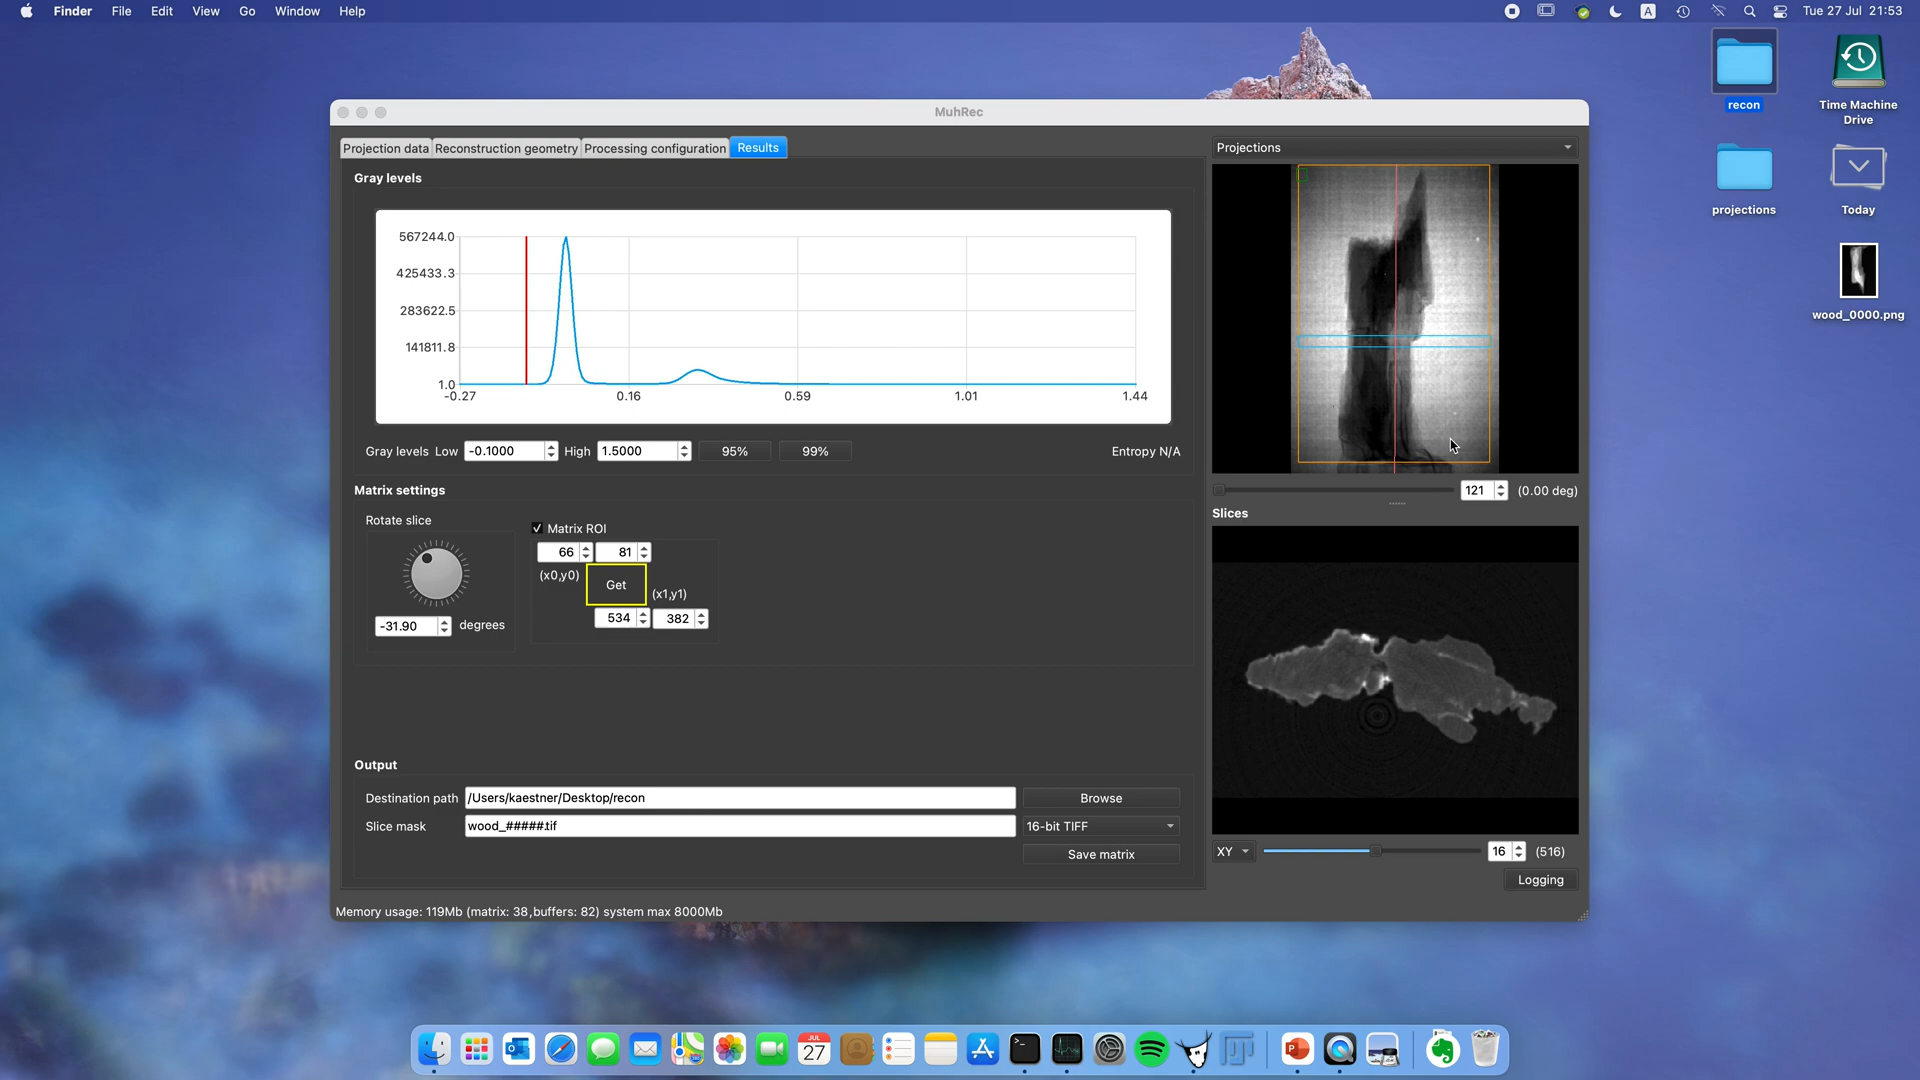 Finder File Edit View Go Window Help
A
Tue 27 Jul 21:53
recon
Time Machine
Drive
projections
Today
wood_0000.png
MuhRec
Projection data Reconstruction geometry Processing configuration Results
Projections
Gray levels
567244.0
425433.3
283622.5
141811.8
1.0
-0.27 0.16 0.59 1.01 1.44
Gray levels Low -0.1000 High 1.5000 95% 99% Entropy N/A
121 (0.00 deg)
Matrix settings
Slices
Rotate slice
Matrix ROI
66 81
(x0,y0) Get (x1,y1)
534 382
-31.90 degrees
Output
Destination path /Users/kaestner/Desktop/recon Browse
Slice mask wood_#####.tif 16-bit TIFF
Save matrix
XY 16 (516)
Logging
Memory usage: 119Mb (matrix: 38,buffers: 82) system max 8000Mb
JUL
27